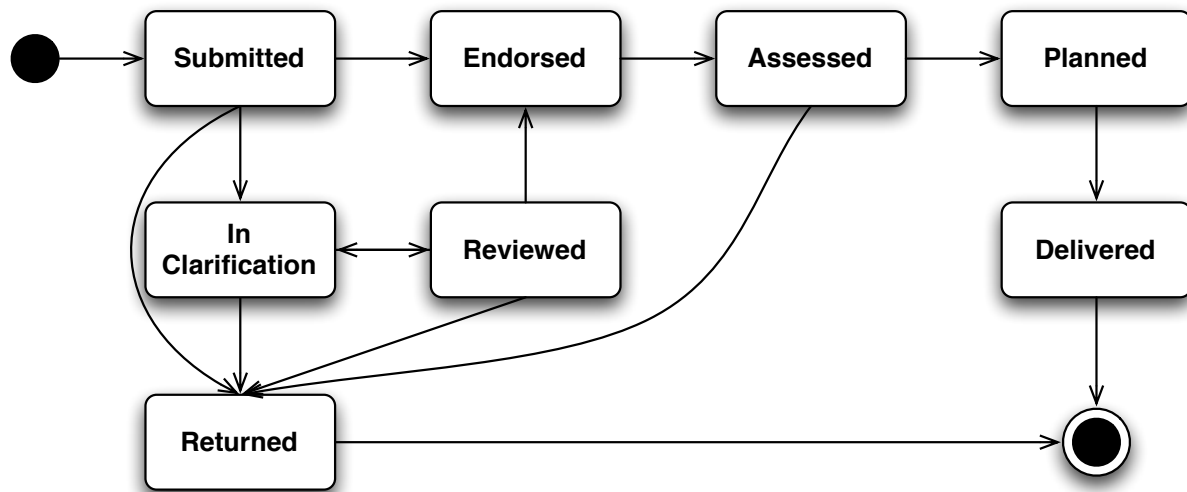 Submitted
Endorsed
Assessed
Planned
In
Clarification
Reviewed
Delivered
Returned